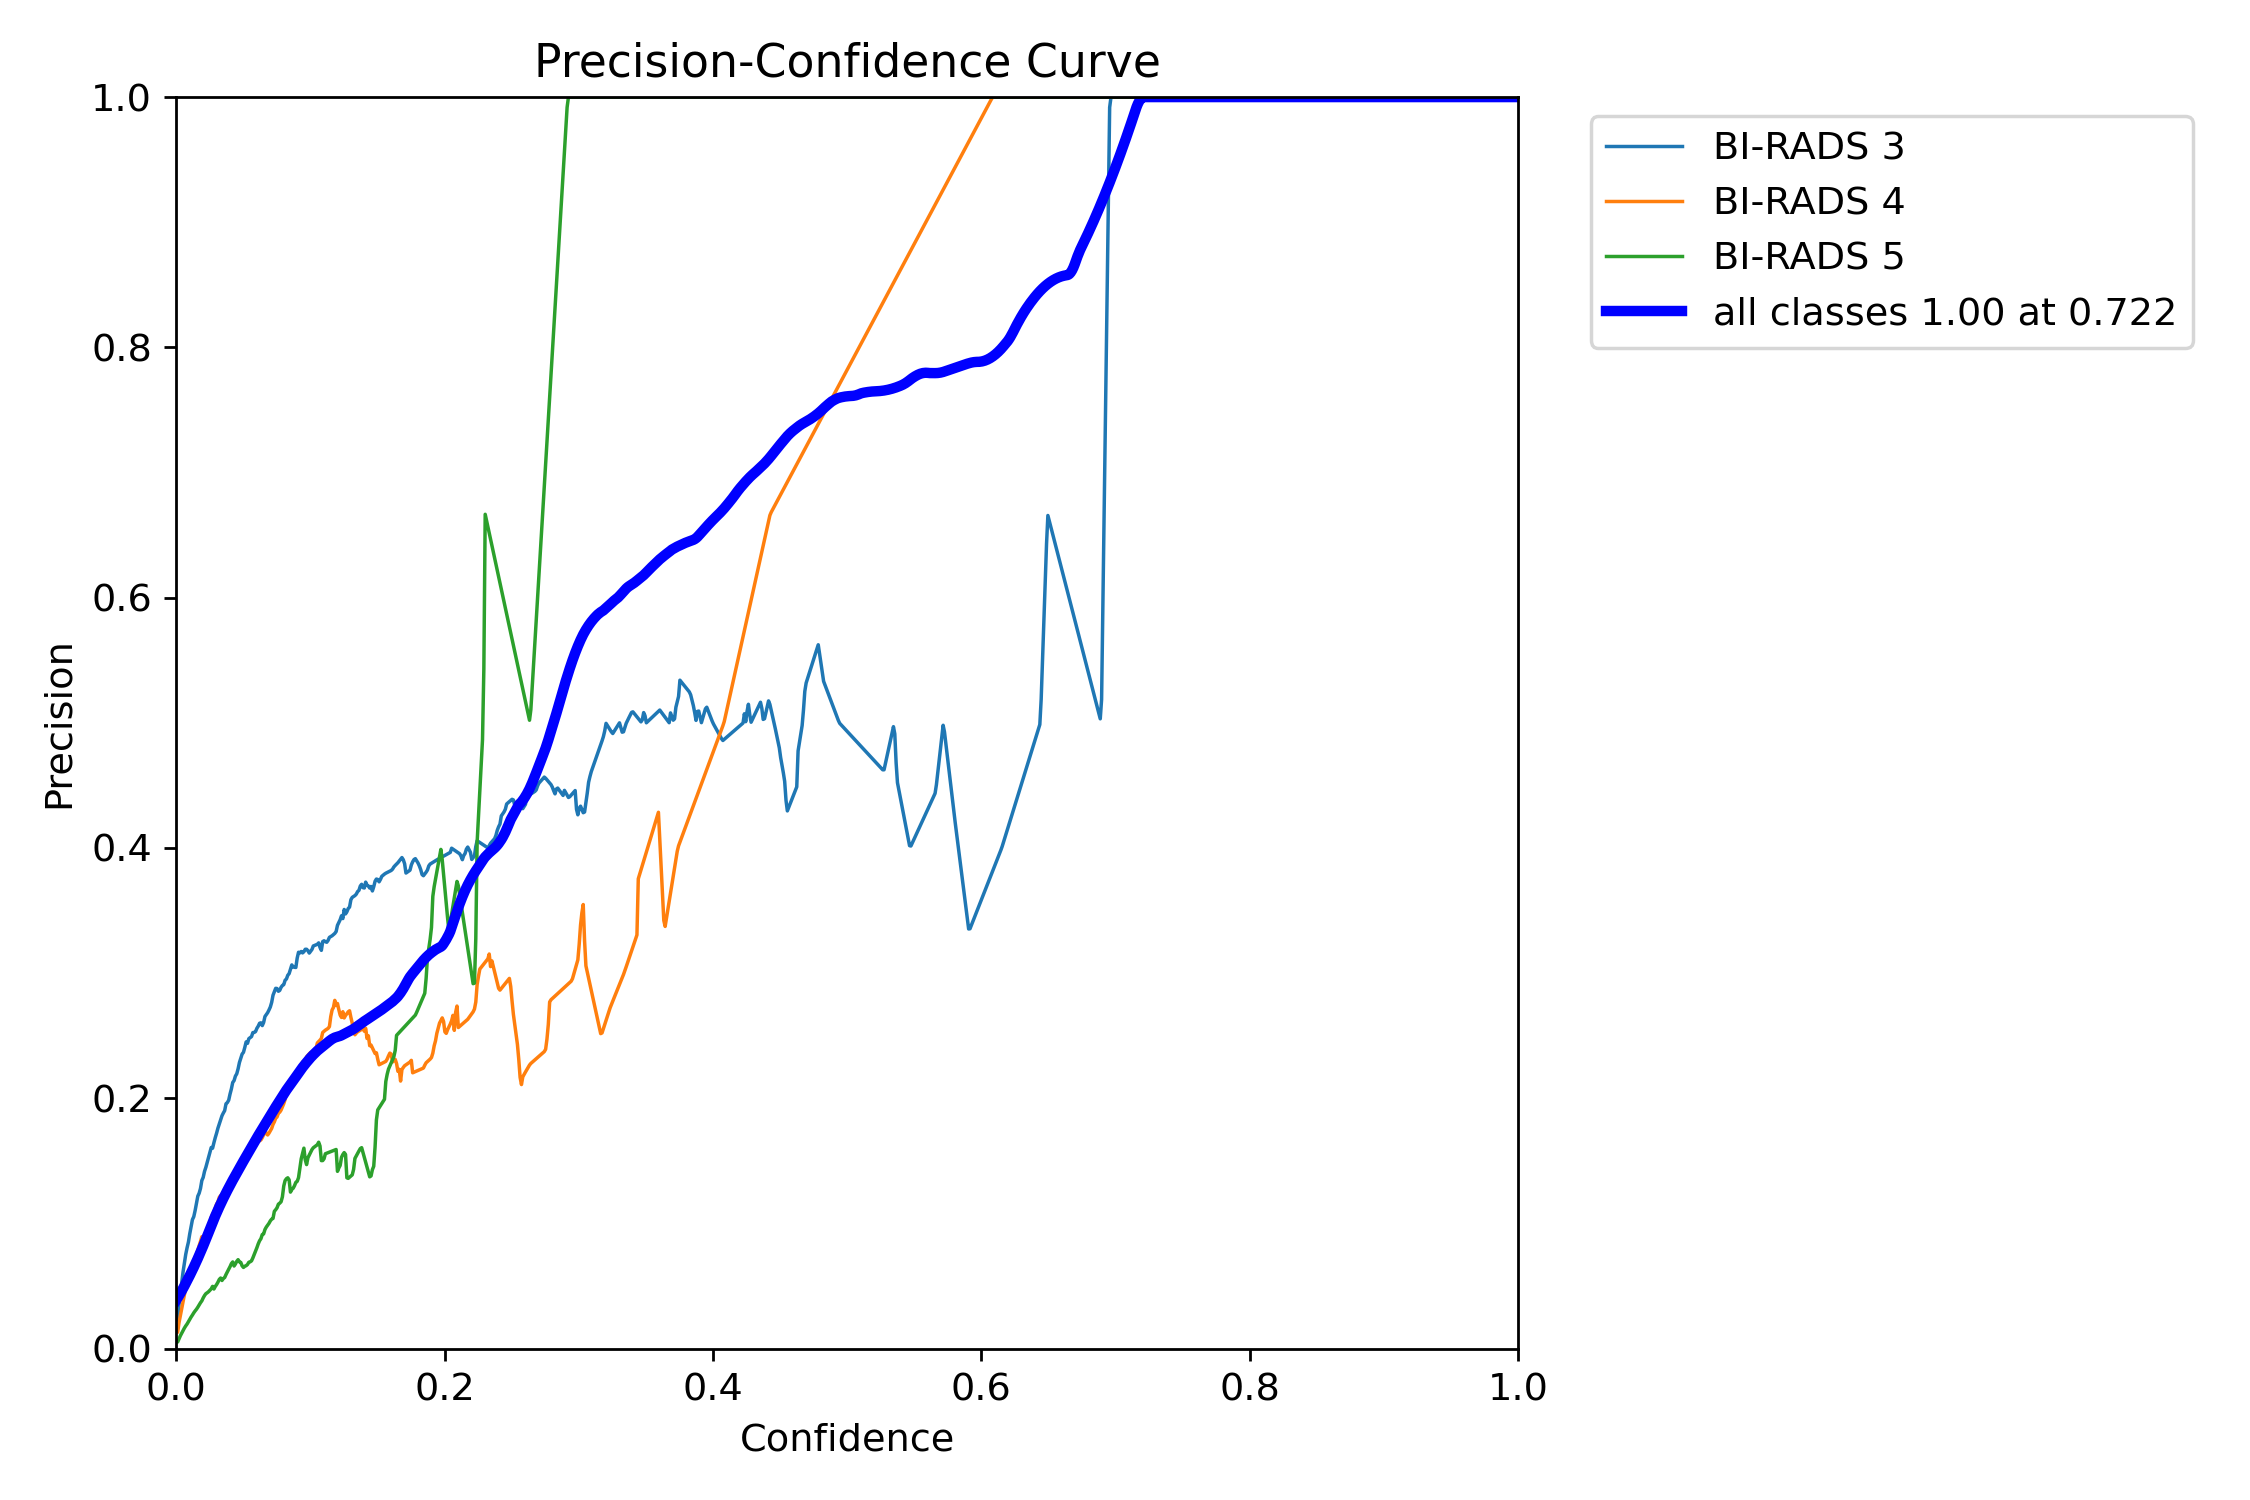 Precision-Confidence Curve
1.0
0.8
0.6
0.4
0.2
0.0
Precision
0.0 0.2 0.4 0.6 0.8 1.0
Confidence
BI-RADS 3
BI-RADS 4
BI-RADS 5
all classes 1.00 at 0.722